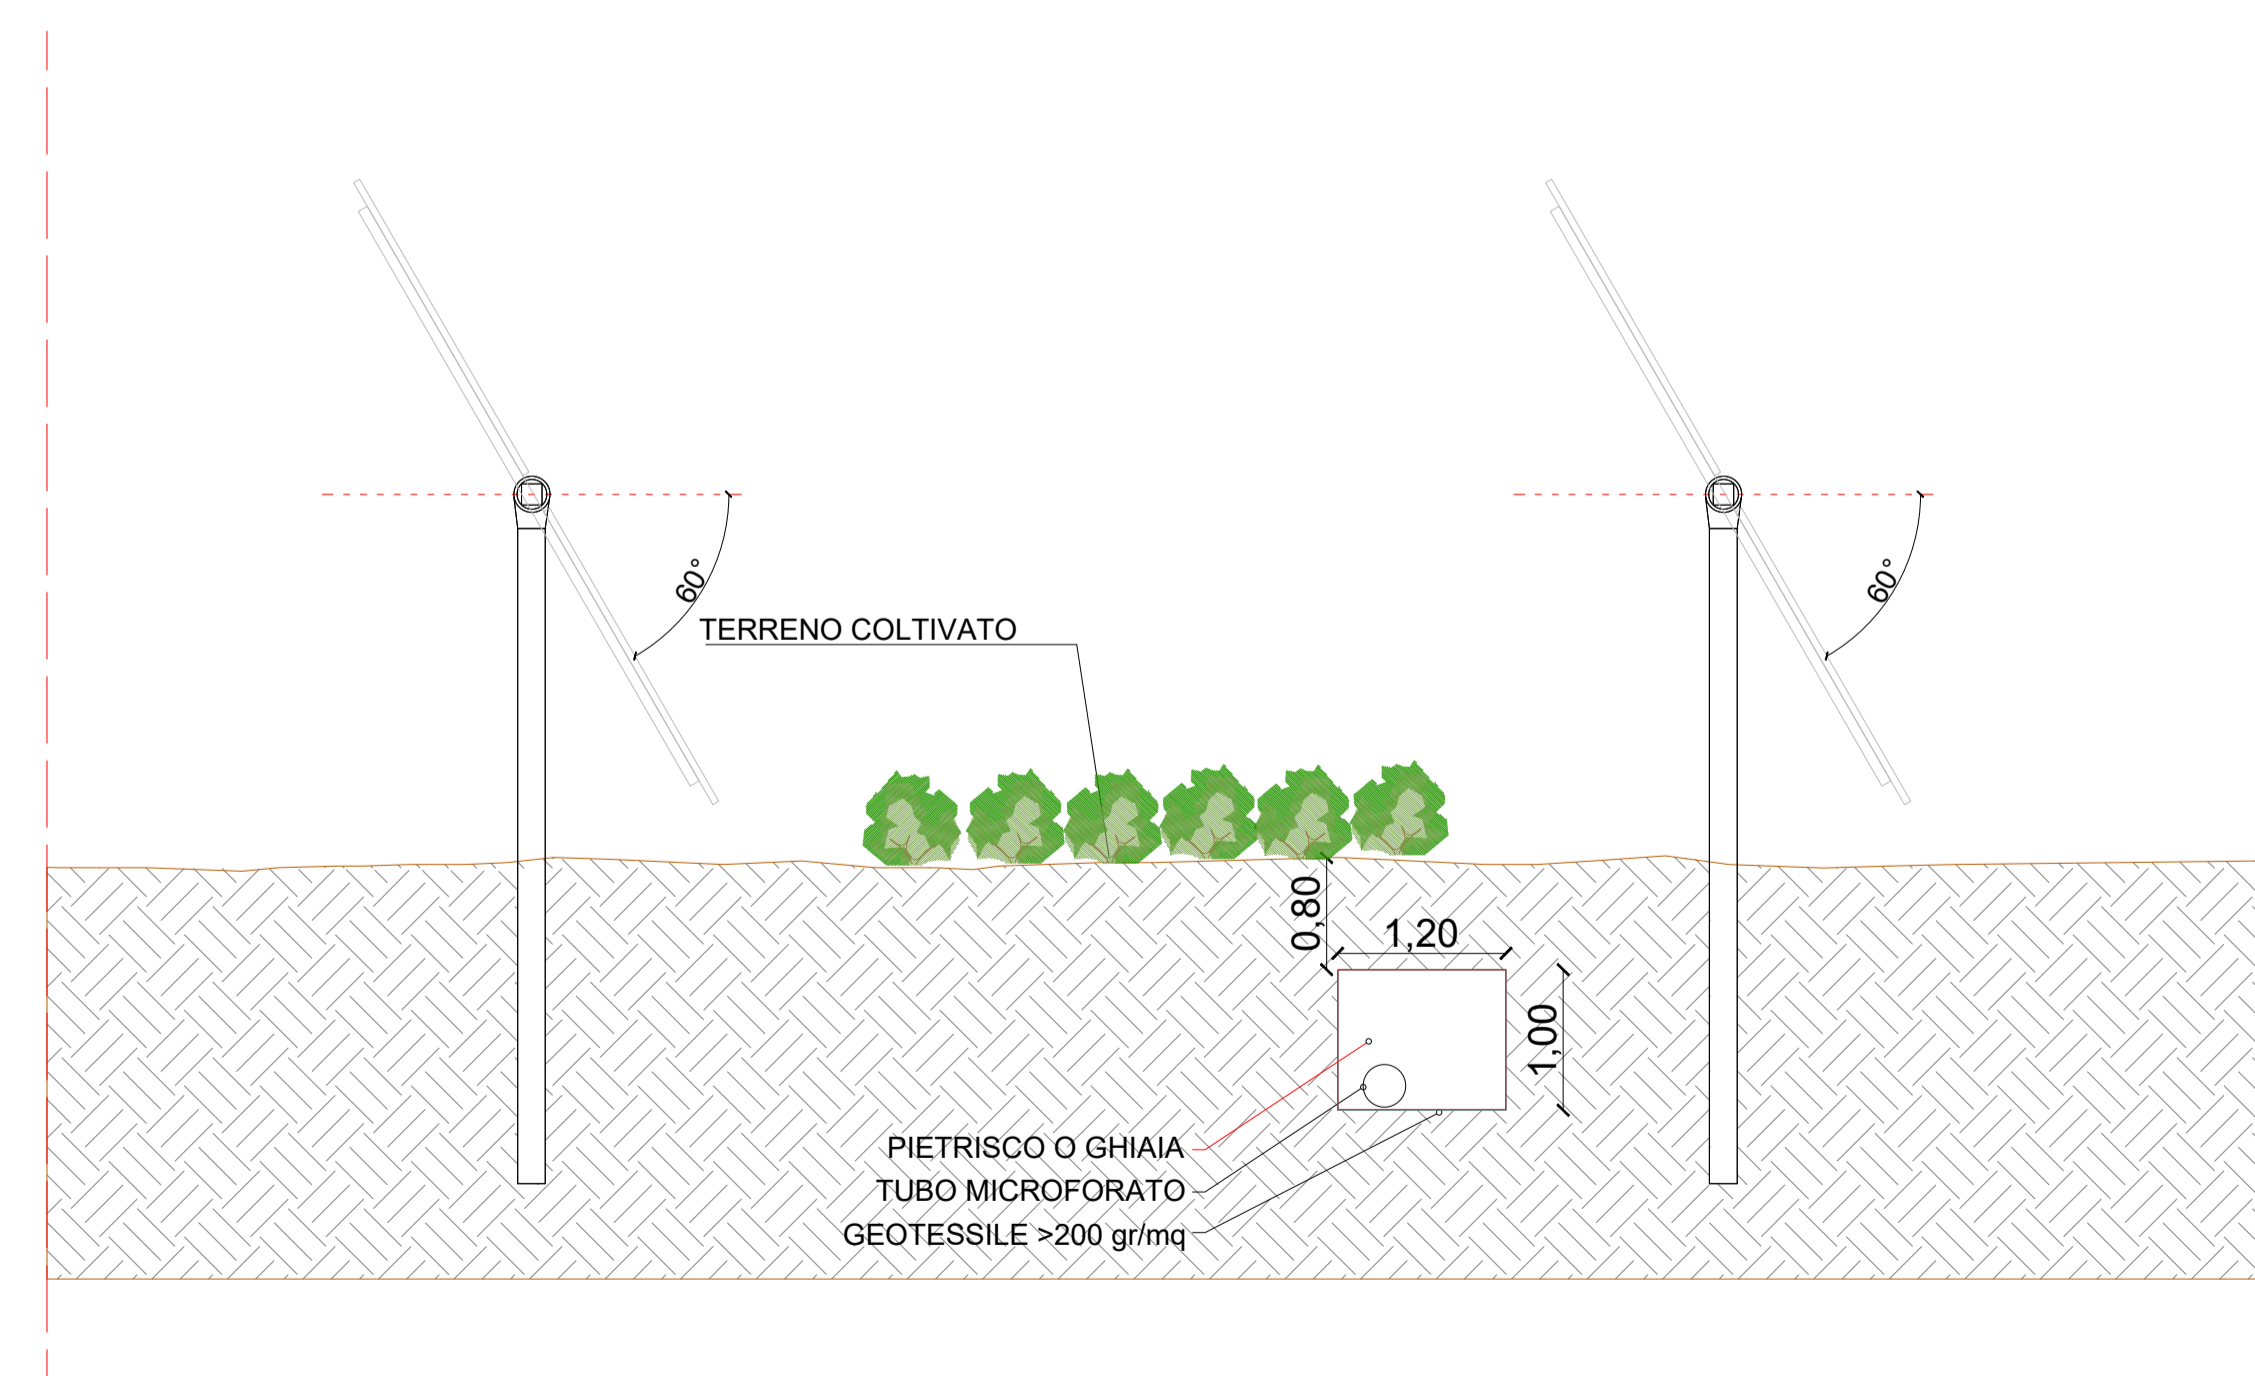 60°
60°
TERRENO COLTIVATO
0,80
1,20
1,00
PIETRISCO O GHIAIA
TUBO MICROFORATO
GEOTESSILE >200 gr/mq